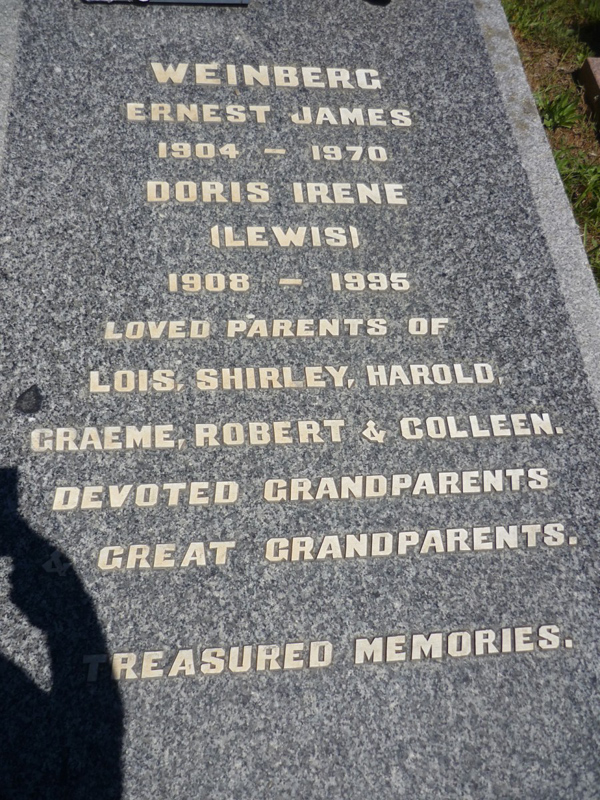 WEINBERG
ERNEST JAMES
1904 - 1970
DORIS IRENE
(LEWIS)
1908 - 1995
LOVED PARENTS OF
LOIS, SHIRLEY, HAROLD,
GRAEME, ROBERT & COLLEEN.
DEVOTED GRANDPARENTS
& GREAT GRANDPARENTS.
TREASURED MEMORIES.